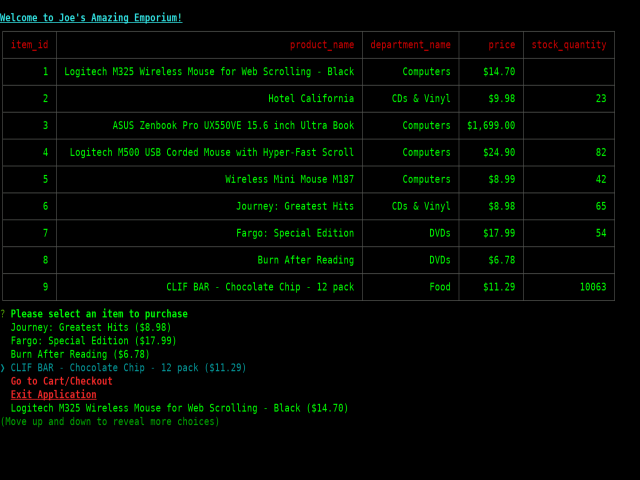 Welcome to Joe's Amazing Emporium!
item_id product_name department_name price stock_quantity
1 Logitech M325 Wireless Mouse for Web Scrolling - Black Computers $14.70
2 Hotel California CDs & Vinyl $9.98 23
3 ASUS Zenbook Pro UX550VE 15.6 inch Ultra Book Computers $1,699.00
4 Logitech M500 USB Corded Mouse with Hyper-Fast Scroll Computers $24.90 82
5 Wireless Mini Mouse M187 Computers $8.99 42
6 Journey: Greatest Hits CDs & Vinyl $8.98 65
7 Fargo: Special Edition DVDs $17.99 54
8 Burn After Reading DVDs $6.78
9 CLIF BAR - Chocolate Chip - 12 pack Food $11.29 10063
? Please select an item to purchase
Journey: Greatest Hits ($8.98)
Fargo: Special Edition ($17.99)
Burn After Reading ($6.78)
❯ CLIF BAR - Chocolate Chip - 12 pack ($11.29)
Go to Cart/Checkout
Exit Application
Logitech M325 Wireless Mouse for Web Scrolling - Black ($14.70)
(Move up and down to reveal more choices)